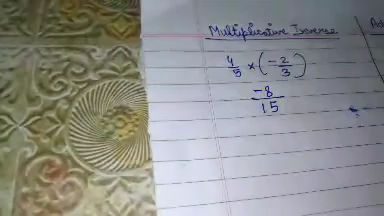 Multiplicative Inverse
4/5 × (-2/3)
-8/15